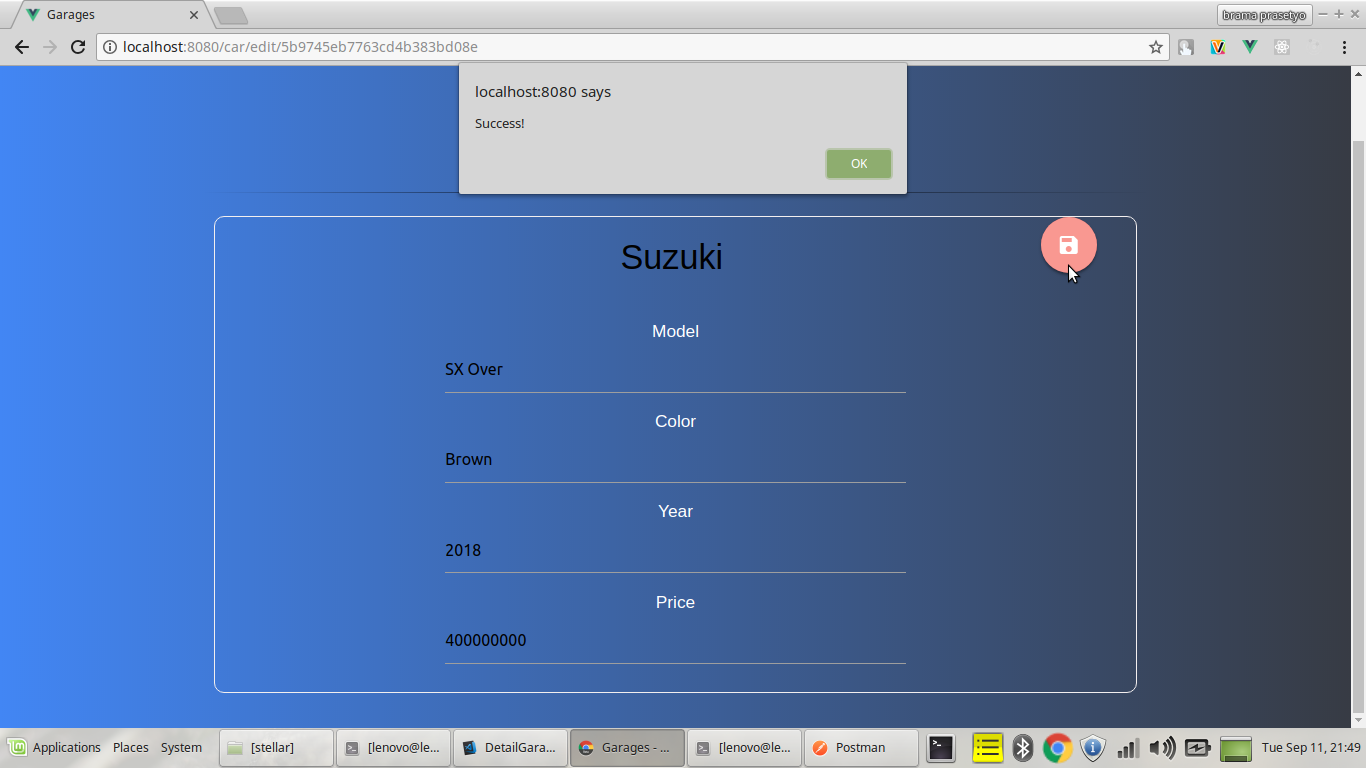 Garages
brama prasetyo
localhost:8080/car/edit/5b9745eb7763cd4b383bd08e
localhost:8080 says
Success!
OK
Suzuki
Model
SX Over
Color
Brown
Year
2018
Price
400000000
Applications Places System [stellar] [lenovo@le... DetailGara... Garages - ... [lenovo@le... Postman Tue Sep 11, 21:49